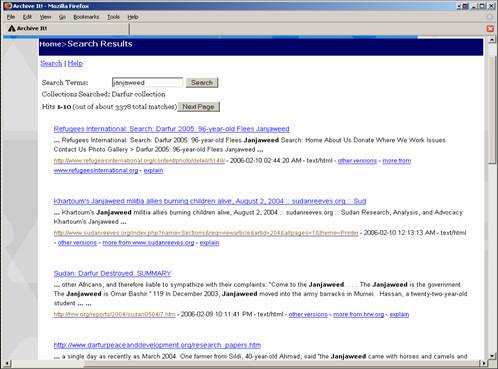 Archive It! - Mozilla Firefox
File Edit View Go Bookmarks Tools Help
Archive It!
Home>Search Results
Search | Help
Search Terms: janjaweed Search
Collections Searched: Darfur collection
Hits 1-10 (out of about 3378 total matches) Next Page
Refugees International: Search: Darfur 2005: 96-year-old Flees Janjaweed
... Refugees International: Search: Darfur 2005: 96-year-old Flees Janjaweed Search: Home About Us Donate Where We Work Issues
Contact Us Photo Gallery > Darfur 2005: 96-year-old Flees Janjaweed ...
http://www.refugeesinternational.org/content/photo/detail/5149/ - 2006-02-10 02:44:20 AM - text/html - other versions - more from
www.refugeesinternational.org - explain
Khartoum's Janjaweed militia allies burning children alive, August 2, 2004 :: sudanreeves.org :: Sud
... Khartoum's Janjaweed militia allies burning children alive, August 2, 2004 :: sudanreeves.org :: Sudan Research, Analysis, and Advocacy
Khartoum's Janjaweed ...
http://www.sudanreeves.org/index.php?name=Sections&req=viewarticle&artid=204&allpages=1&theme=Printer - 2006-02-10 12:13:13 AM - text/html
- other versions - more from www.sudanreeves.org - explain
Sudan: Darfur Destroyed: SUMMARY
... other Africans, and therefore liable to sympathize with their complaints. "Come to the Janjaweed. . . . The Janjaweed is the government.
The Janjaweed is Omar Bashir." 119 In December 2003, Janjaweed moved into the army barracks in Murnei. Hassan, a twenty-two-year-old
student ... ...
http://hrw.org/reports/2004/sudan0504/7.htm - 2006-02-09 10:11:41 PM - text/html - other versions - more from hrw.org - explain
http://www.darfurpeaceanddevelopment.org/research_papers.htm
... a single day as recently as March 2004. One farmer from Sildi, 40-year-old Ahmad, said "the Janjaweed came with horses and camels and